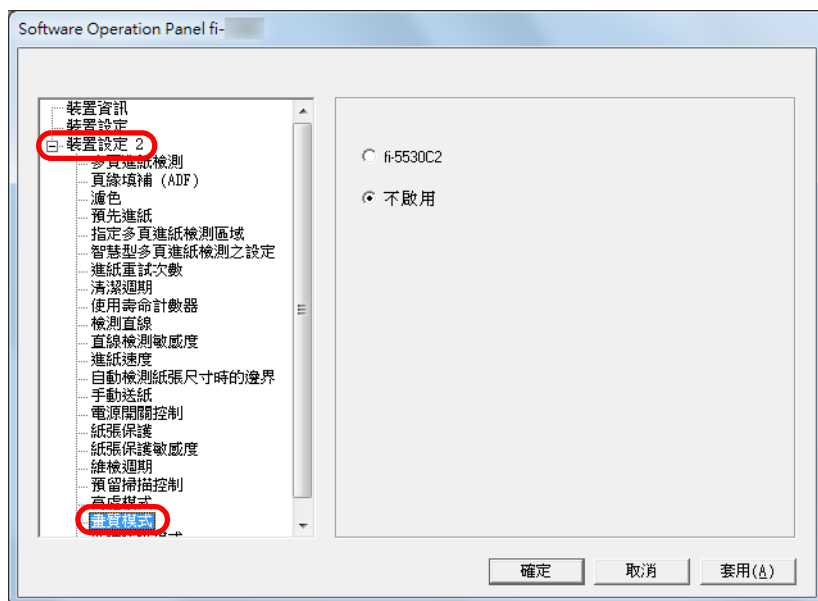 Software Operation Panel fi-
裝置資訊
裝置設定
裝置設定 2
多頁進紙檢測
頁緣填補 (ADF)
濾色
預先進紙
指定多頁進紙檢測區域
智慧型多頁進紙檢測之設定
進紙重試次數
清潔週期
使用壽命計數器
檢測直線
直線檢測敏感度
進紙速度
自動檢測紙張尺寸時的邊界
手動送紙
電源開關控制
紙張保護
紙張保護敏感度
維檢週期
預留掃描控制
高處模式
畫質模式
fi-5530C2
不啟用
確定
取消
套用(A)